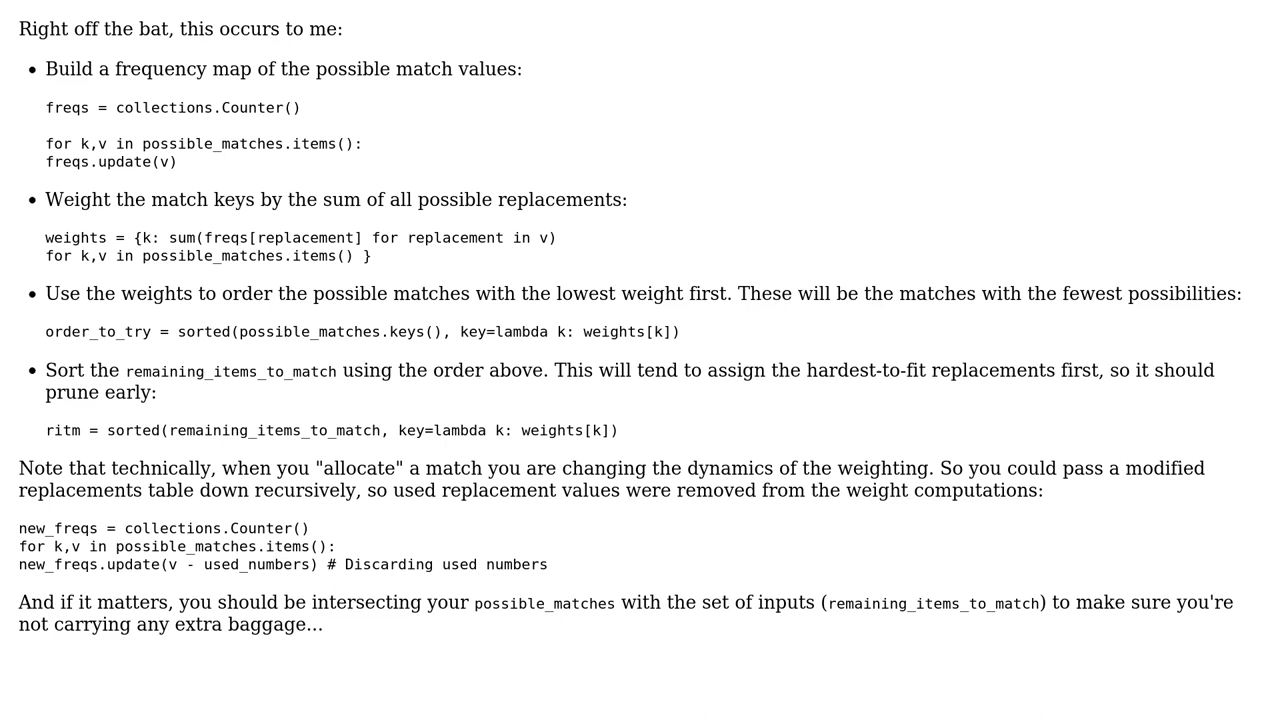 Right off the bat, this occurs to me:
• Build a frequency map of the possible match values:
freqs = collections.Counter()
for k,v in possible_matches.items():
freqs.update(v)
• Weight the match keys by the sum of all possible replacements:
weights = {k: sum(freqs[replacement] for replacement in v)
for k,v in possible_matches.items() }
• Use the weights to order the possible matches with the lowest weight first. These will be the matches with the fewest possibilities:
order_to_try = sorted(possible_matches.keys(), key=lambda k: weights[k])
• Sort the remaining_items_to_match using the order above. This will tend to assign the hardest-to-fit replacements first, so it should
prune early:
ritm = sorted(remaining_items_to_match, key=lambda k: weights[k])
Note that technically, when you "allocate" a match you are changing the dynamics of the weighting. So you could pass a modified
replacements table down recursively, so used replacement values were removed from the weight computations:
new_freqs = collections.Counter()
for k,v in possible_matches.items():
new_freqs.update(v - used_numbers) # Discarding used numbers
And if it matters, you should be intersecting your possible_matches with the set of inputs (remaining_items_to_match) to make sure you're
not carrying any extra baggage...